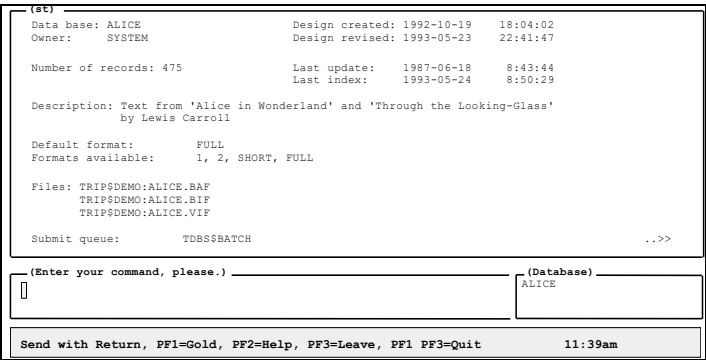 (st)
Data base: ALICE Design created: 1992-10-19 18:04:02
Owner: SYSTEM Design revised: 1993-05-23 22:41:47
Number of records: 475 Last update: 1987-06-18 8:43:44
Last index: 1993-05-24 8:50:29
Description: Text from 'Alice in Wonderland' and 'Through the Looking-Glass'
by Lewis Carroll
Default format: FULL
Formats available: 1, 2, SHORT, FULL
Files: TRIP$DEMO:ALICE.BAF
TRIP$DEMO:ALICE.BIF
TRIP$DEMO:ALICE.VIF
Submit queue: TDBS$BATCH ..>>
(Enter your command, please.) (Database)
ALICE
Send with Return, PF1=Gold, PF2=Help, PF3=Leave, PF1 PF3=Quit 11:39am